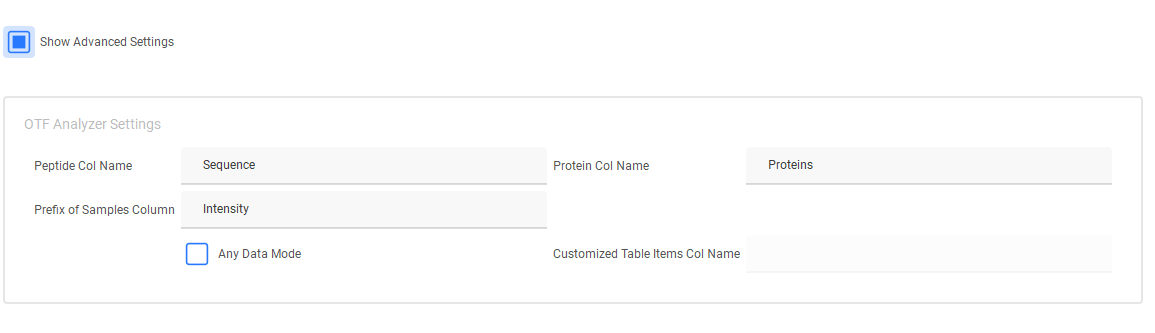 Show Advanced Settings
OTF Analyzer Settings
Peptide Col Name Sequence Protein Col Name Proteins
Prefix of Samples Column Intensity
Any Data Mode Customized Table Items Col Name